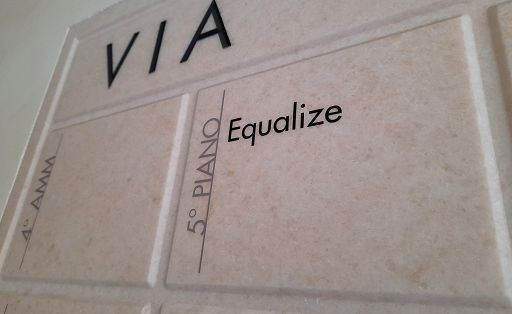 VIA
4° AMM
5° PIANO
Equalize